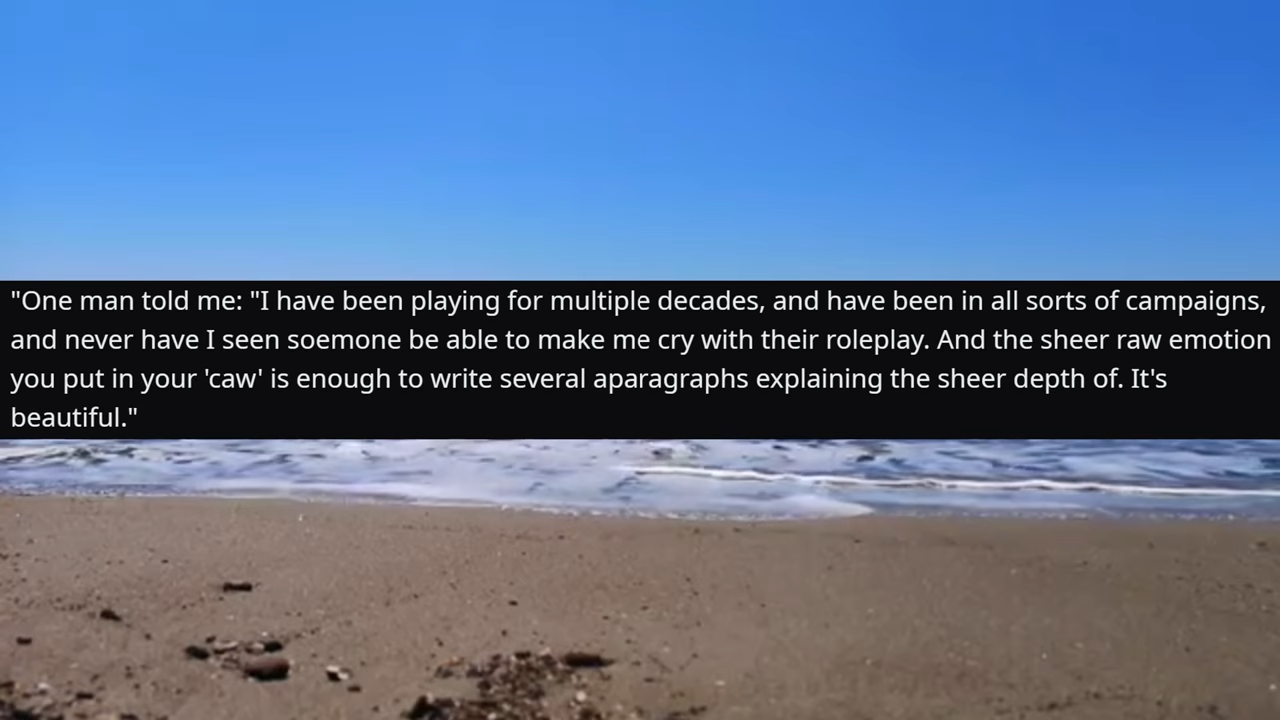 "One man told me: "I have been playing for multiple decades, and have been in all sorts of campaigns,
and never have I seen soemone be able to make me cry with their roleplay. And the sheer raw emotion
you put in your 'caw' is enough to write several aparagraphs explaining the sheer depth of. It's
beautiful."